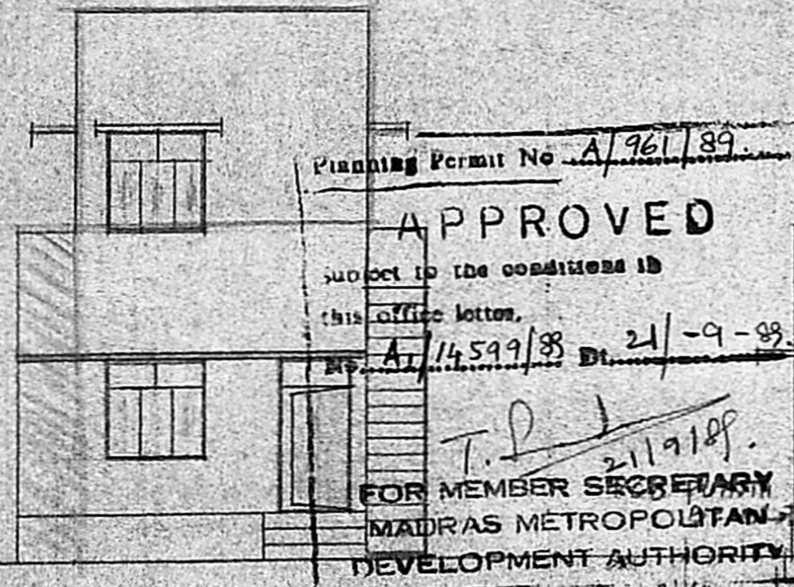 Planning Permit No A/961/89.
APPROVED
subject to the conditions in
this office letter,
No. A1/14599/89 Dt. 21-9-89.
21/9/89.
FOR MEMBER SECRETARY
MADRAS METROPOLITAN
DEVELOPMENT AUTHORITY